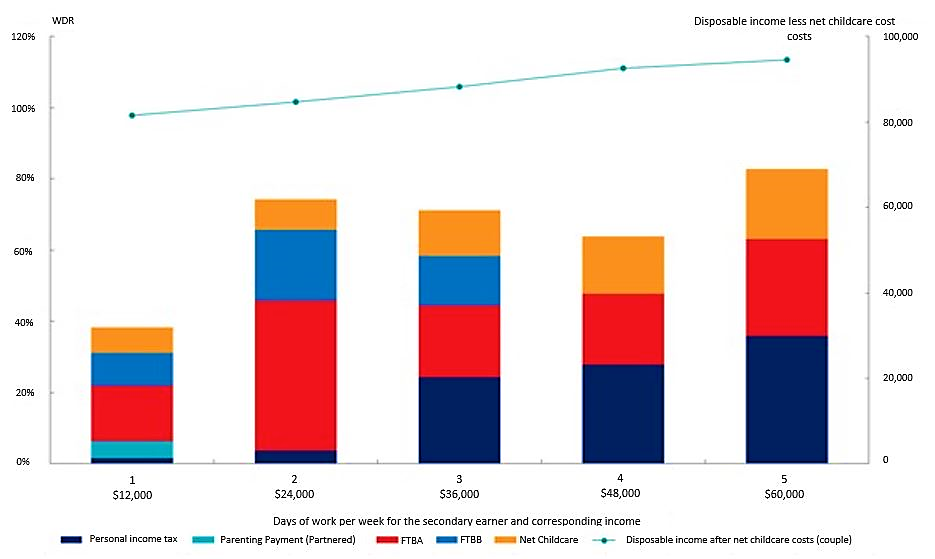 WDR
Disposable income less net childcare cost
costs
120%
100%
80%
60%
40%
20%
0%
100,000
80,000
60,000
40,000
20,000
0
1
$12,000
2
$24,000
3
$36,000
4
$48,000
5
$60,000
Days of work per week for the secondary earner and corresponding income
Personal income tax
Parenting Payment (Partnered)
FTBA
FTBB
Net Childcare
Disposable income after net childcare costs (couple)